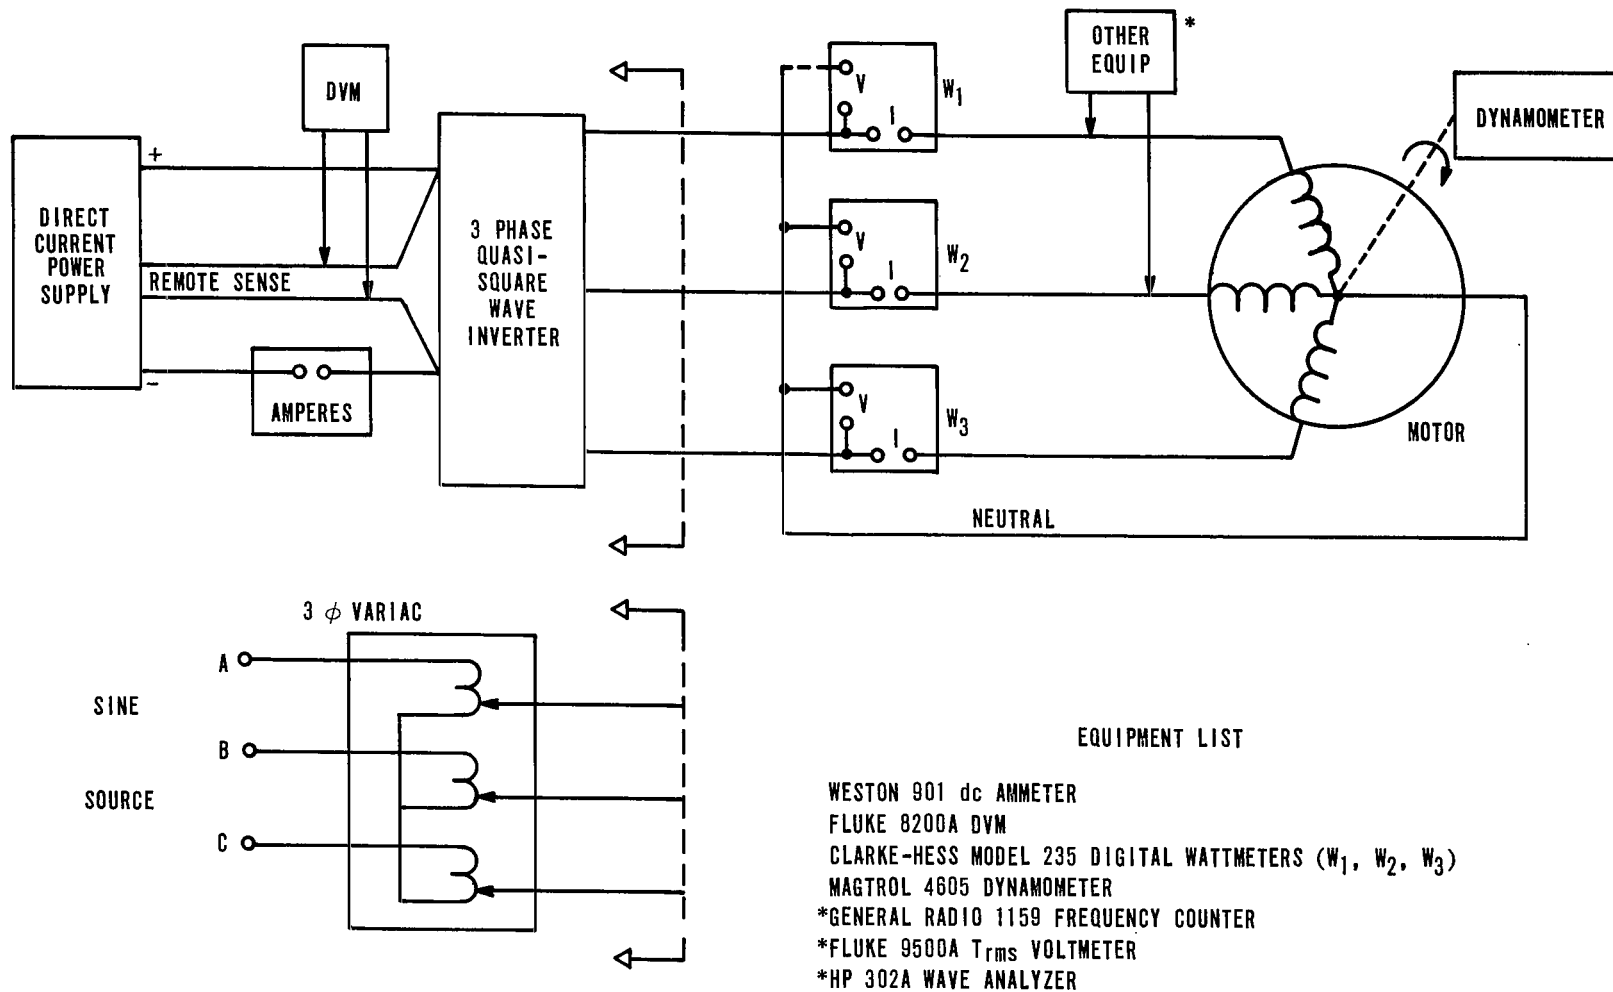 DVM
OTHER
EQUIP
*
V
I
W1
DYNAMOMETER
+
DIRECT
CURRENT
POWER
SUPPLY
REMOTE SENSE
3 PHASE
QUASI-
SQUARE
WAVE
INVERTER
V
I
W2
-
AMPERES
V
I
W3
MOTOR
NEUTRAL
3 ϕ VARIAC
A
SINE
B
SOURCE
C
EQUIPMENT LIST
WESTON 901 dc AMMETER
FLUKE 8200A DVM
CLARKE-HESS MODEL 235 DIGITAL WATTMETERS (W1, W2, W3)
MAGTROL 4605 DYNAMOMETER
*GENERAL RADIO 1159 FREQUENCY COUNTER
*FLUKE 9500A Trms VOLTMETER
*HP 302A WAVE ANALYZER